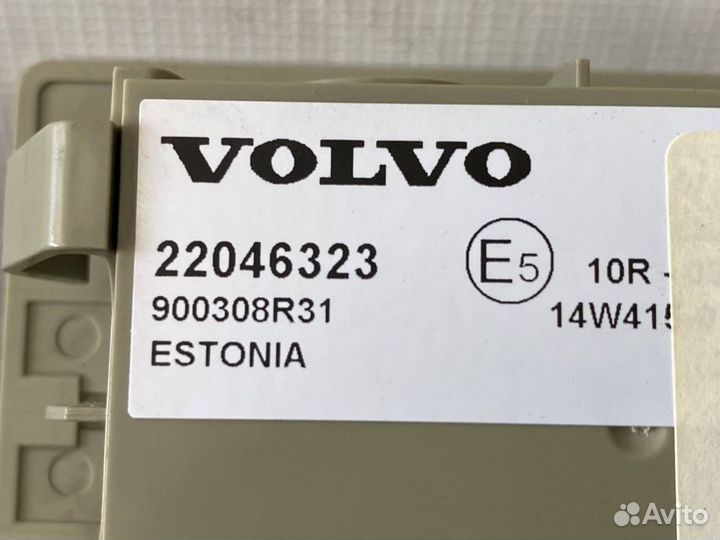 VOLVO
22046323
E5
10R -
900308R31
14W415
ESTONIA
Avito